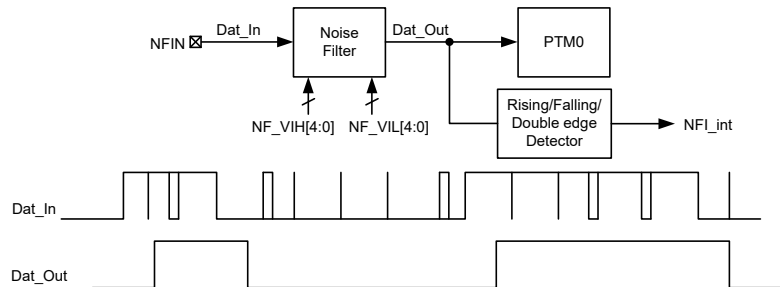 NFIN
Dat_In
Noise
Filter
Dat_Out
PTM0
NF_VIH[4:0]
NF_VIL[4:0]
Rising/Falling/
Double edge
Detector
NFI_int
Dat_In
Dat_Out